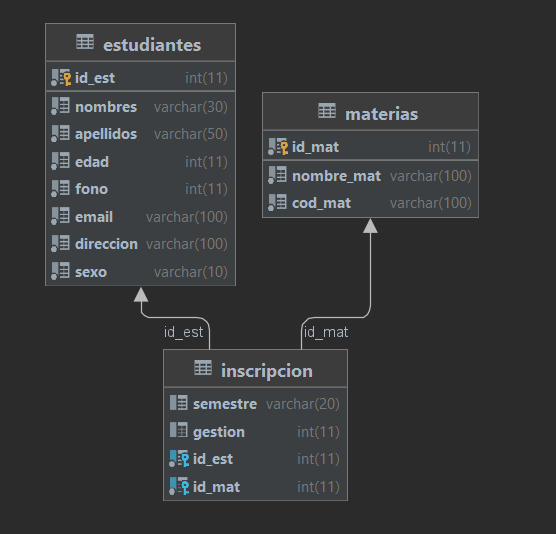 estudiantes
id_est int(11)
nombres varchar(30)
apellidos varchar(50)
edad int(11)
fono int(11)
email varchar(100)
direccion varchar(100)
sexo varchar(10)
materias
id_mat int(11)
nombre_mat varchar(100)
cod_mat varchar(100)
id_est
id_mat
inscripcion
semestre varchar(20)
gestion int(11)
id_est int(11)
id_mat int(11)